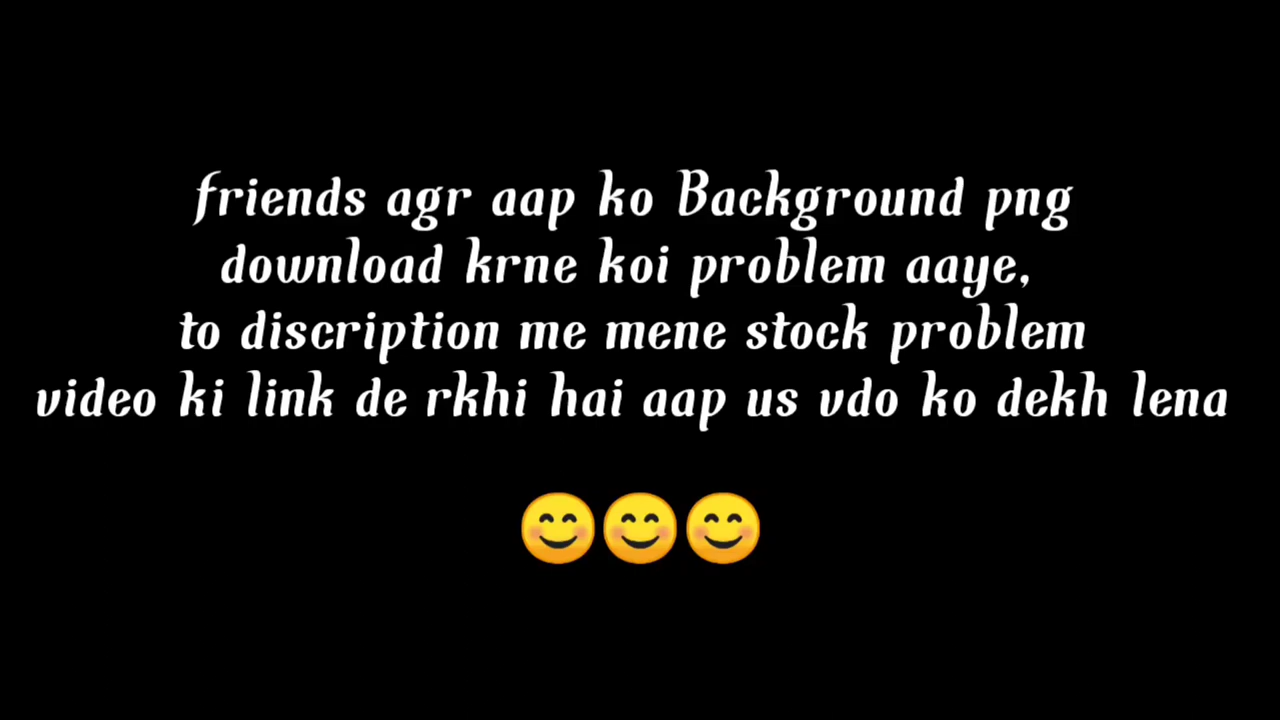 friends agr aap ko Background png
download krne koi problem aaye,
to discription me mene stock problem
video ki link de rkhi hai aap us vdo ko dekh lena
😊😊😊